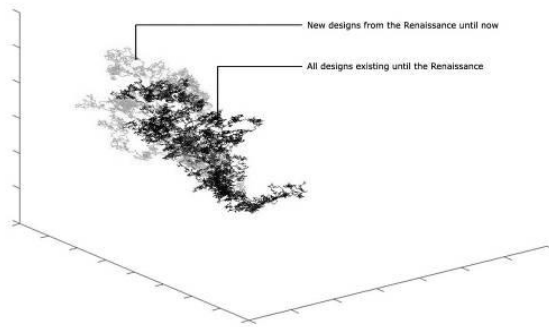 New designs from the Renaissance until now
All designs existing until the Renaissance